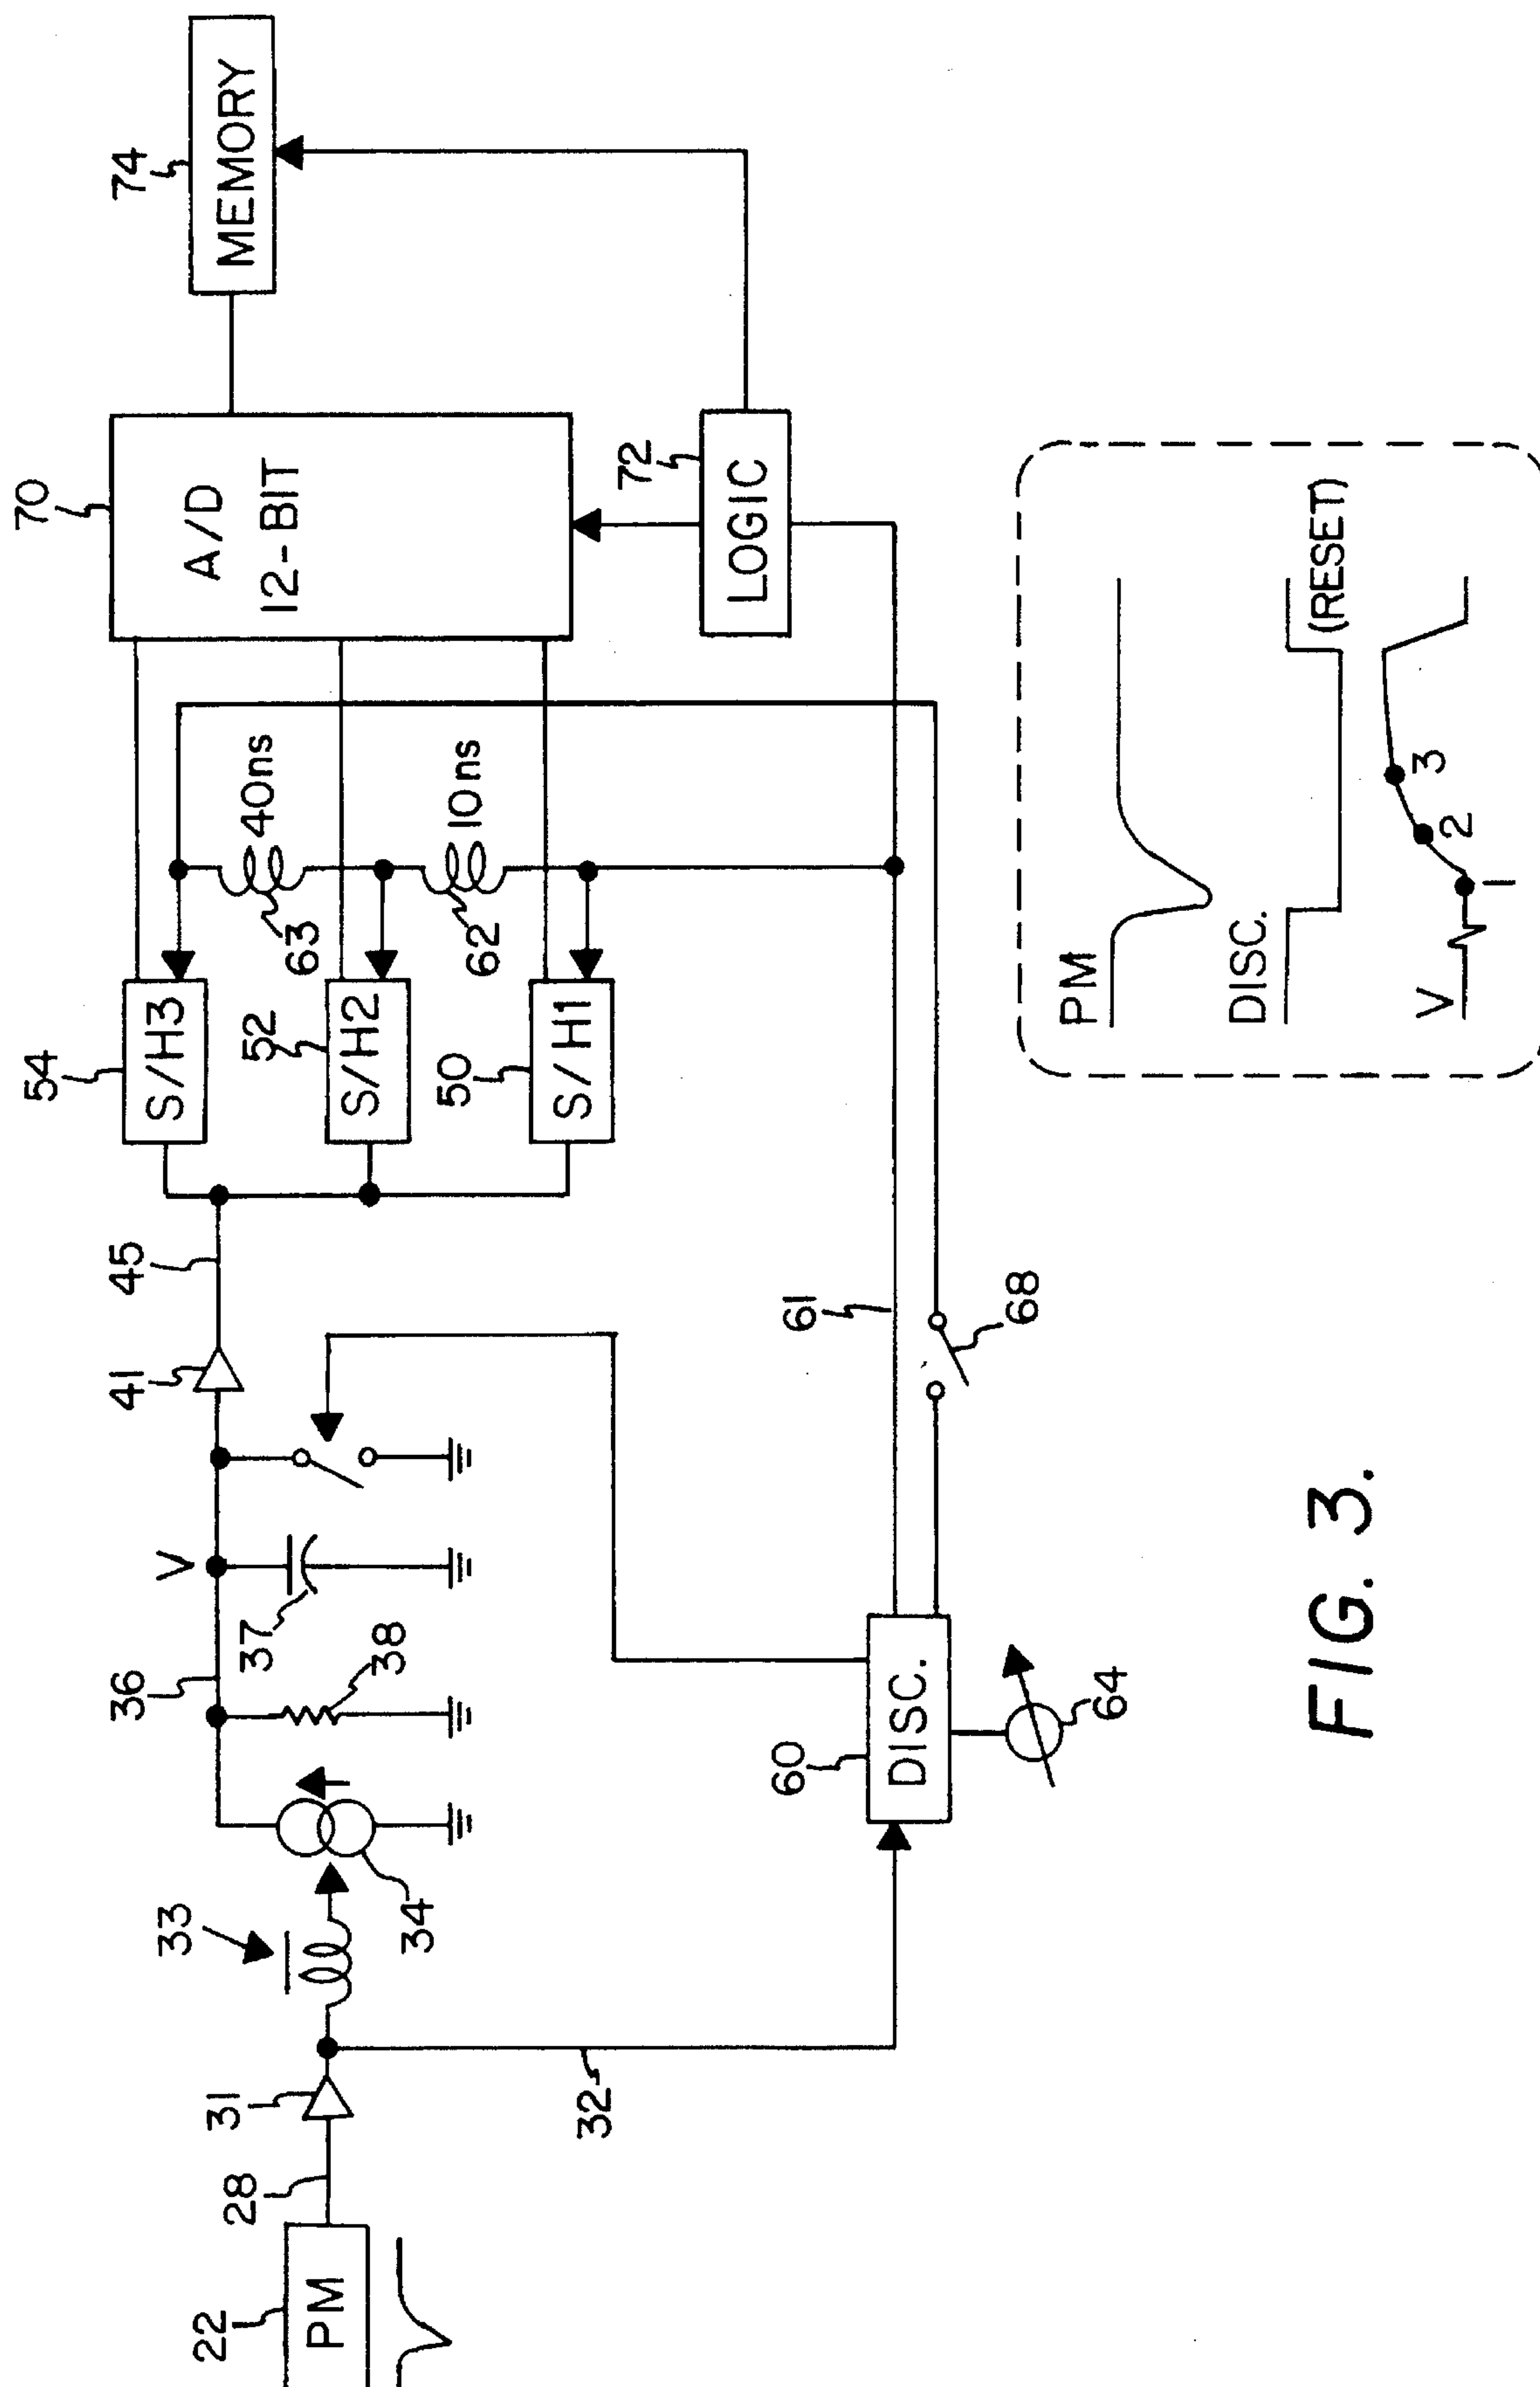 22
PM
28
31
32
33
34
36
37
38
V
41
45
54
S/H3
52
S/H2
50
S/H1
63
40ns
62
10ns
70
A/D
12-BIT
74
MEMORY
72
LOGIC
60
DISC.
64
61
68
PM
DISC.
(RESET)
V
1
2
3
FIG. 3.